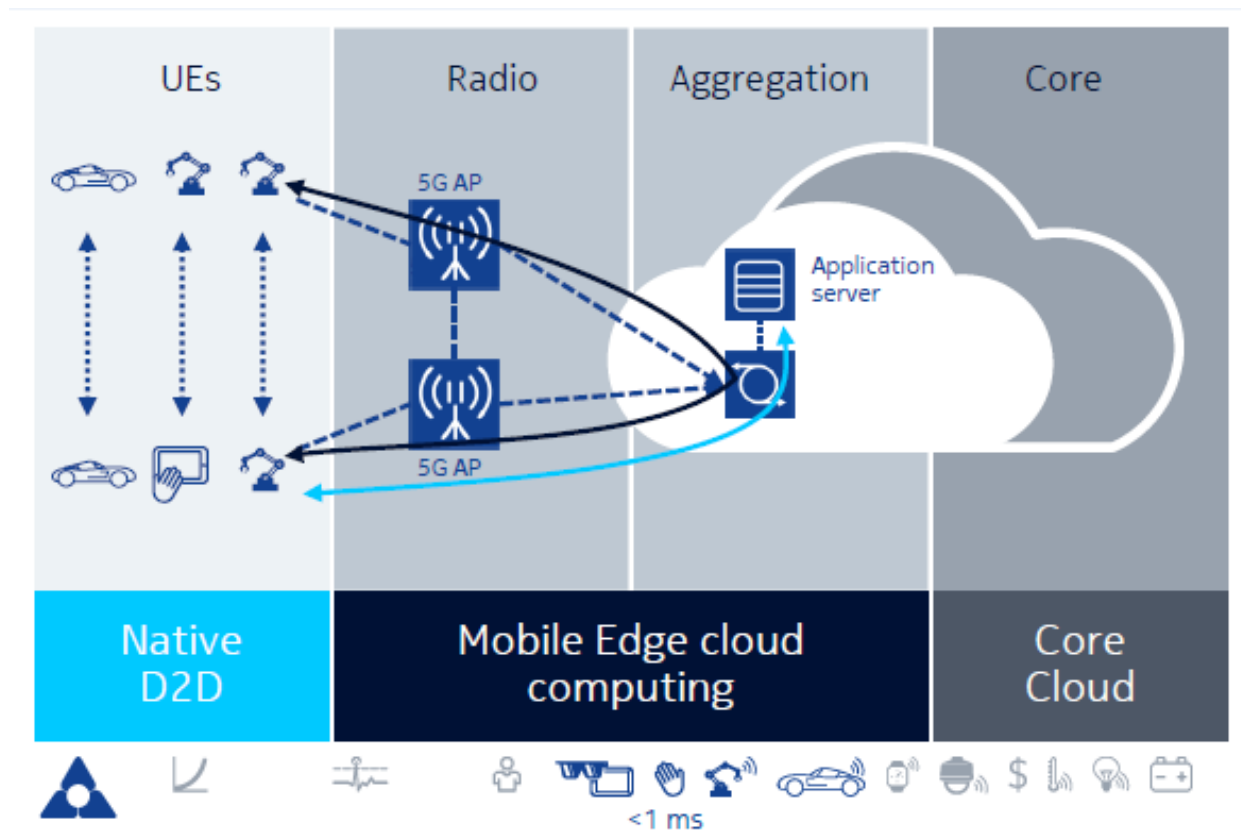 UEs
Radio
Aggregation
Core
5G AP
Application
server
5G AP
Native
D2D
Mobile Edge cloud
computing
Core
Cloud
$
<1 ms